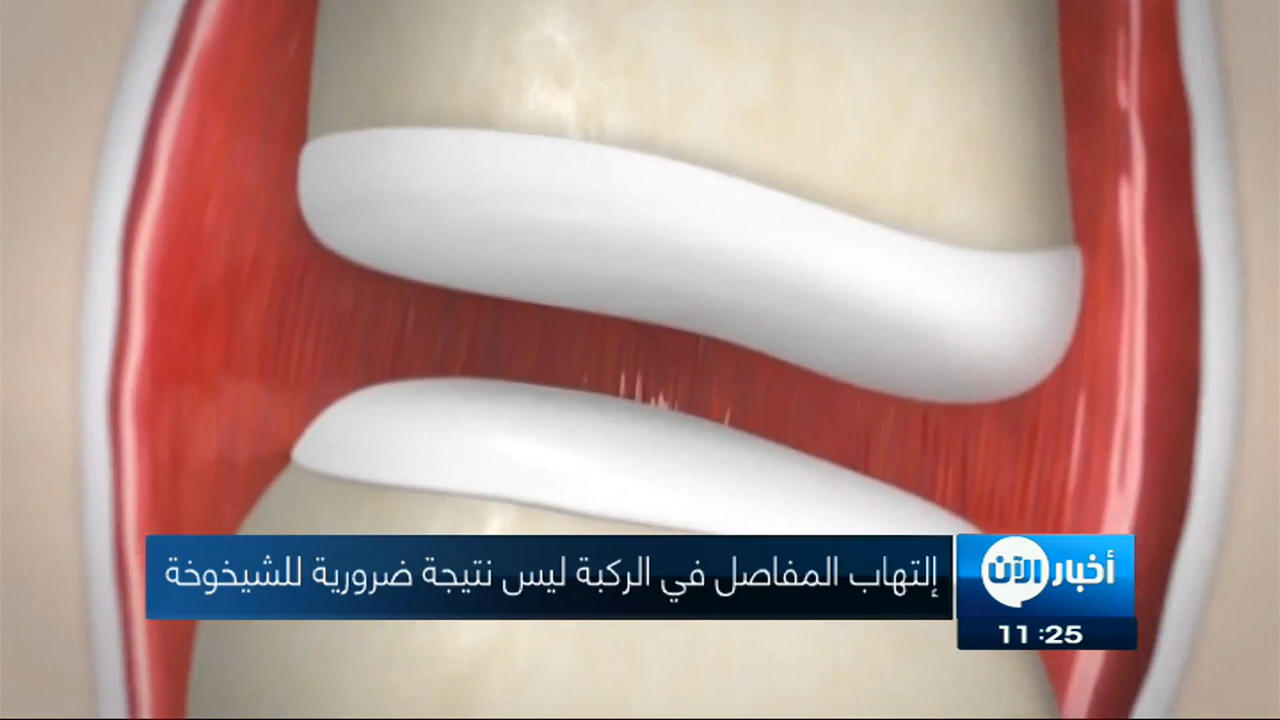 إلتهاب المفاصل في الركبة ليس نتيجة ضرورية للشيخوخة
أخبار الآن
11:25